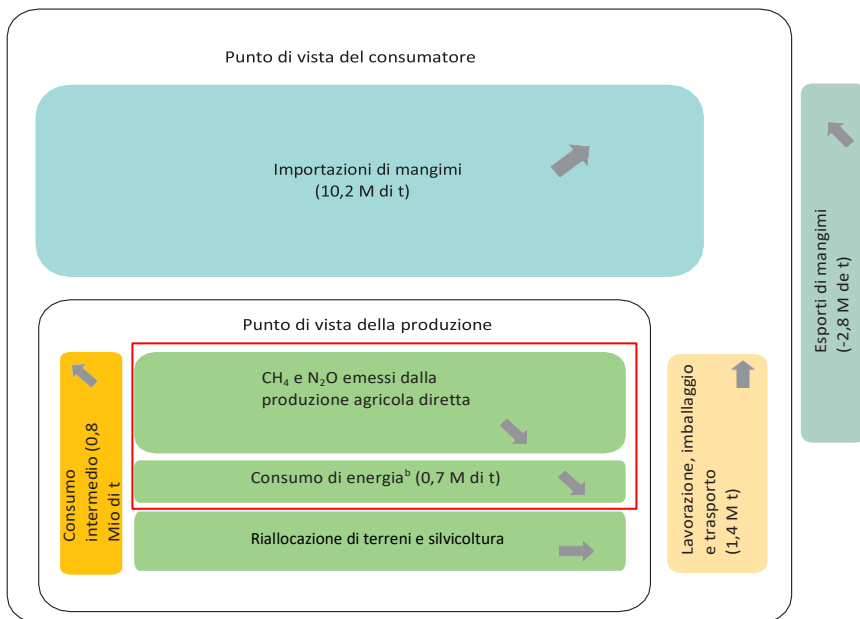 Punto di vista del consumatore
Importazioni di mangimi
(10,2 M di t)
Esporti di mangimi
(-2,8 M de t)
Punto di vista della produzione
Consumo
intermedio (0,8
Mio di t
CH₄ e N₂O emessi dalla
produzione agricola diretta
Consumo di energiaᵇ (0,7 M di t)
Riallocazione di terreni e silvicoltura
Lavorazione, imballaggio
e trasporto
(1,4 M t)